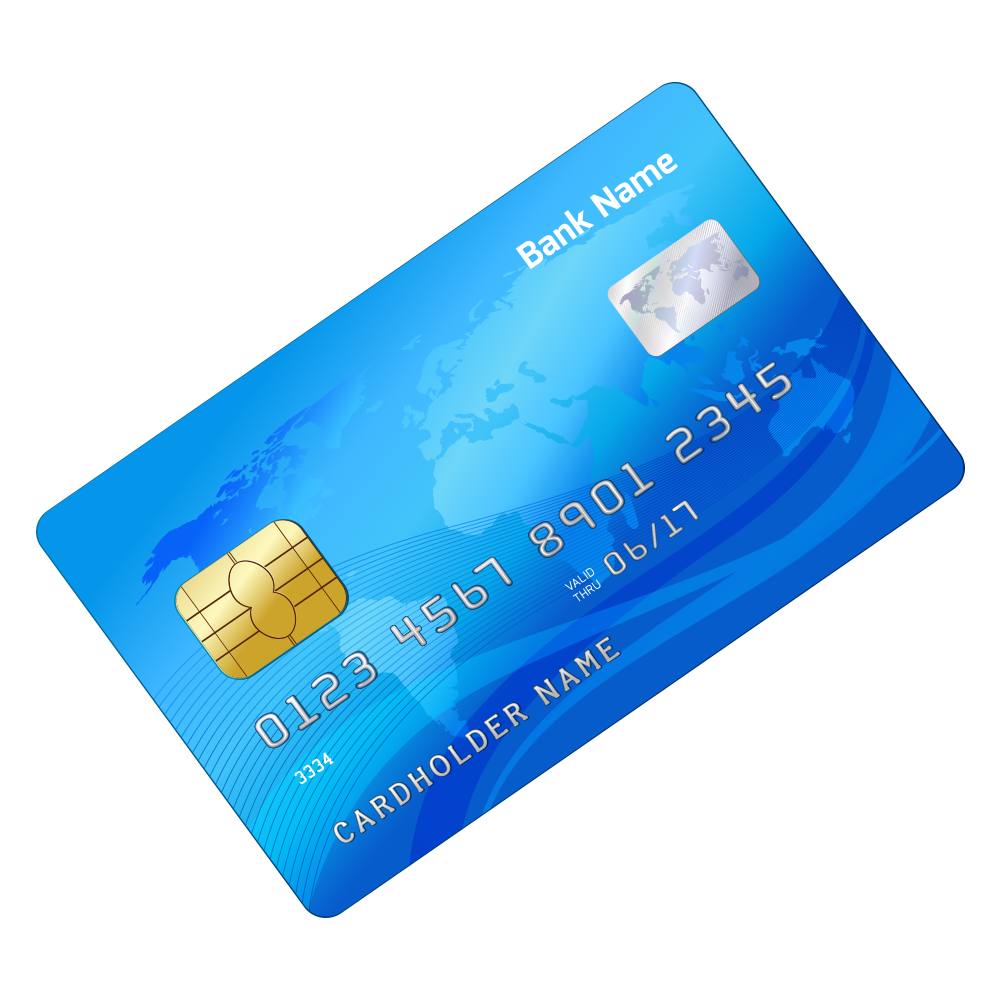 Bank Name
0123 4567 8901 2345
VALID
THRU
06/17
3334
CARDHOLDER NAME